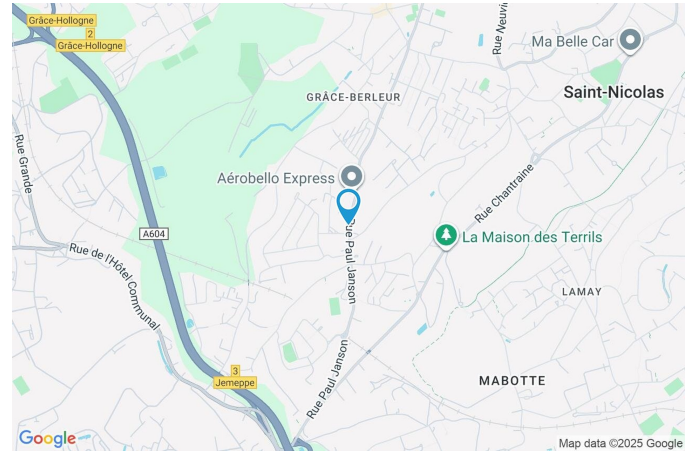 Grâce-Hollogne
2
Grâce-Hollogne
Rue Neuvi
Ma Belle Car
Saint-Nicolas
GRÂCE-BERLEUR
Rue Grande
Aérobello Express
Rue Chantraine
A604
Rue Paul Janson
La Maison des Terrils
Rue de l'Hôtel Communal
LAMAY
3
Jemeppe
MABOTTE
Rue Paul Janson
Google
Map data ©2025 Google